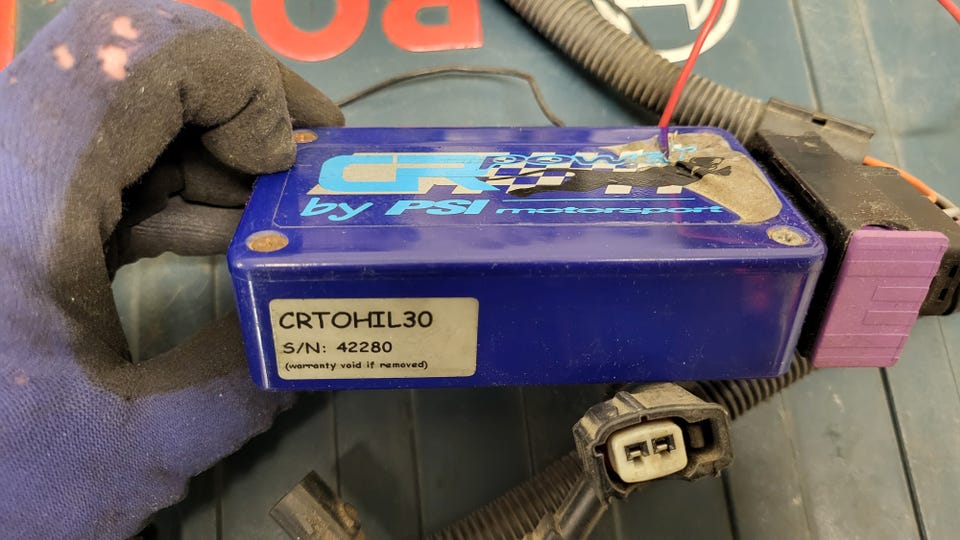 CR power
by PSI motorsport
CRTOHIL30
S/N: 42280
(warranty void if removed)